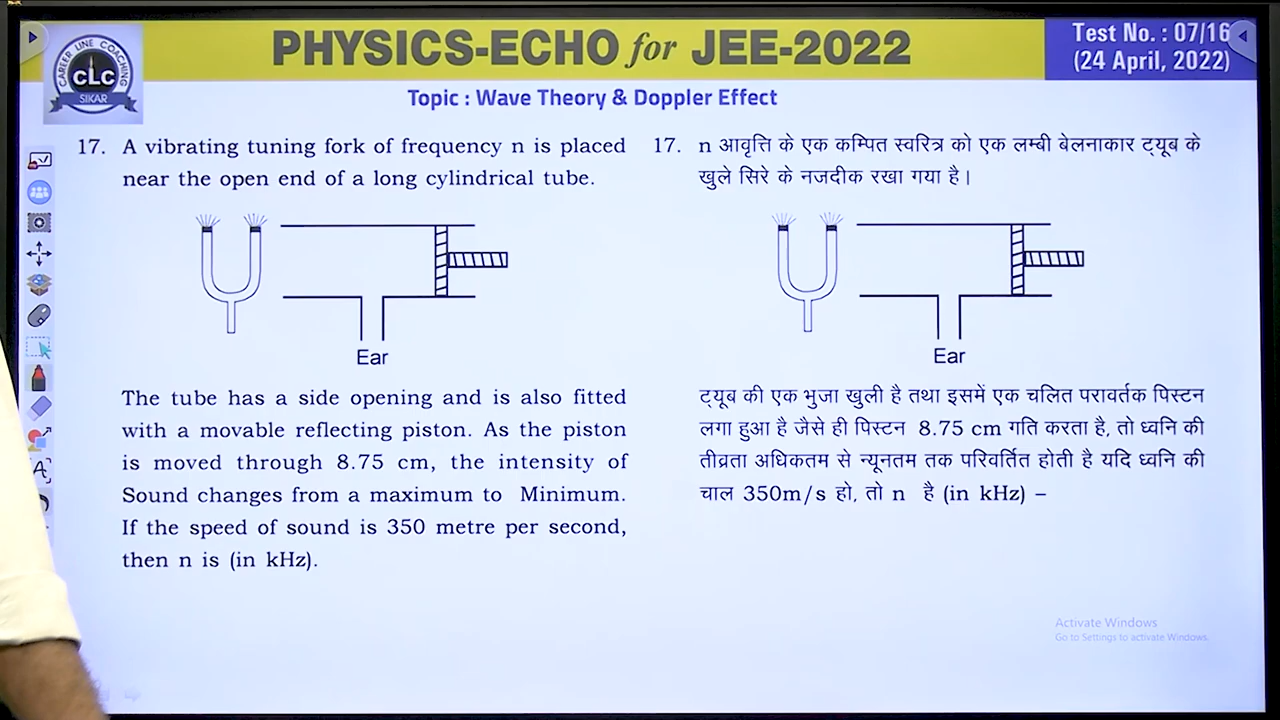 PHYSICS-ECHO for JEE-2022
Test No. : 07/16
(24 April, 2022)
CAREER LINE COACHING
CLC
SIKAR
Topic : Wave Theory & Doppler Effect
17. A vibrating tuning fork of frequency n is placed
near the open end of a long cylindrical tube.
Ear
The tube has a side opening and is also fitted
with a movable reflecting piston. As the piston
is moved through 8.75 cm, the intensity of
Sound changes from a maximum to Minimum.
If the speed of sound is 350 metre per second,
then n is (in kHz).
17. n आवृत्ति के एक कम्पित स्वरित्र को एक लम्बी बेलनाकार ट्यूब के
खुले सिरे के नजदीक रखा गया है।
Ear
ट्यूब की एक भुजा खुली है तथा इसमें एक चलित परावर्तक पिस्टन
लगा हुआ है जैसे ही पिस्टन 8.75 cm गति करता है, तो ध्वनि की
तीव्रता अधिकतम से न्यूनतम तक परिवर्तित होती है यदि ध्वनि की
चाल 350m/s हो, तो n है (in kHz) –
Activate Windows
Go to Settings to activate Windows.